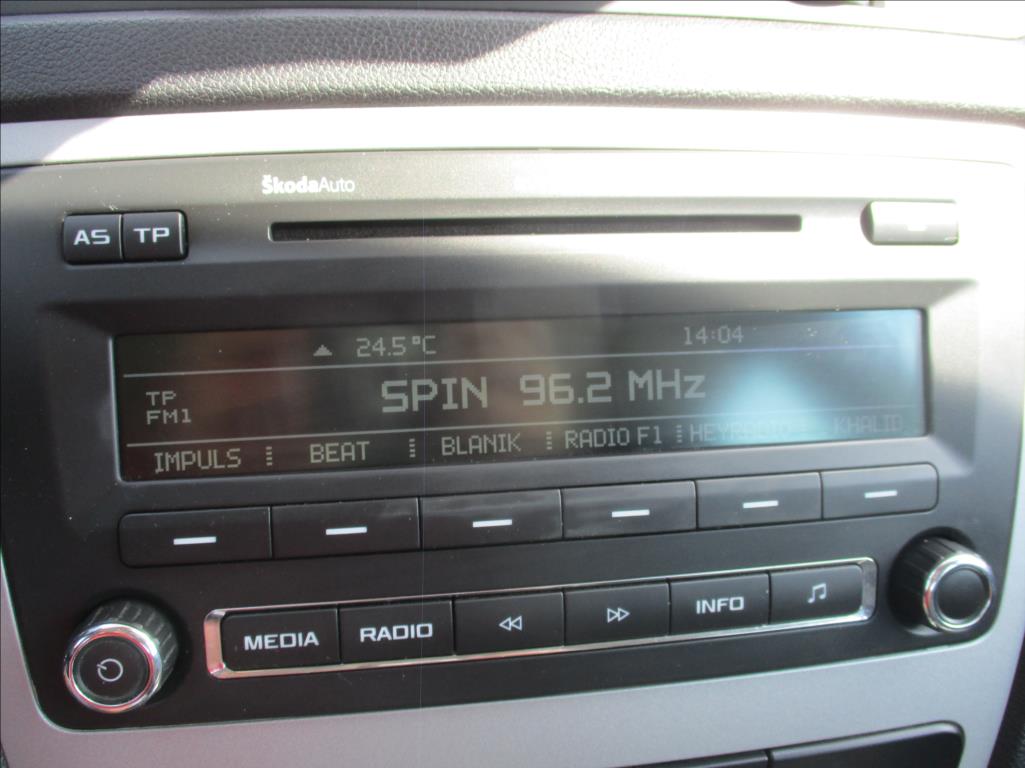 ŠkodaAuto
AS TP
24.5°C 14:04
TP
FM1
SPIN 96.2 MHz
IMPULS BEAT BLANIK RADIO F1 HEYRADIO KHALID
MEDIA RADIO INFO